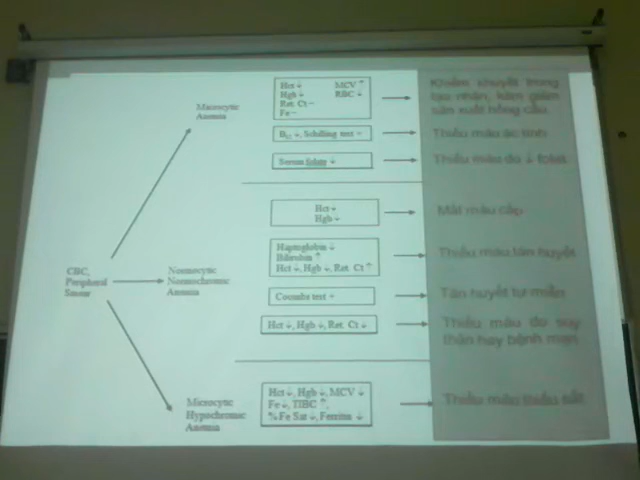 Macrocytic
Anemia
Hct ↓ MCV ↑
Hgb ↓ RBC ↓
Ret Ct -
Fe -
B12 ↓, Schilling test +
Serum folate ↓
Khiếm khuyết trong
tạo nhân, kèm giảm
sản xuất hồng cầu
Thiếu máu ác tính
Thiếu máu do ↓ folat
Hct ↓
Hgb ↓
Mất máu cấp
CBC,
Peripheral
Smear
Normocytic
Normochromic
Anemia
Haptoglobin ↓
Bilirubin ↑
Hct ↓, Hgb ↓, Ret Ct ↑
Thiếu máu tán huyết
Coombs test +
Tán huyết tự miễn
Hct ↓, Hgb ↓, Ret Ct ↓
Thiếu máu do suy
thận hay bệnh mạn
Microcytic
Hypochromic
Anemia
Hct ↓, Hgb ↓, MCV ↓
Fe ↓, TIBC ↑,
% Fe Sat ↓, Ferritin ↓
Thiếu máu thiếu sắt